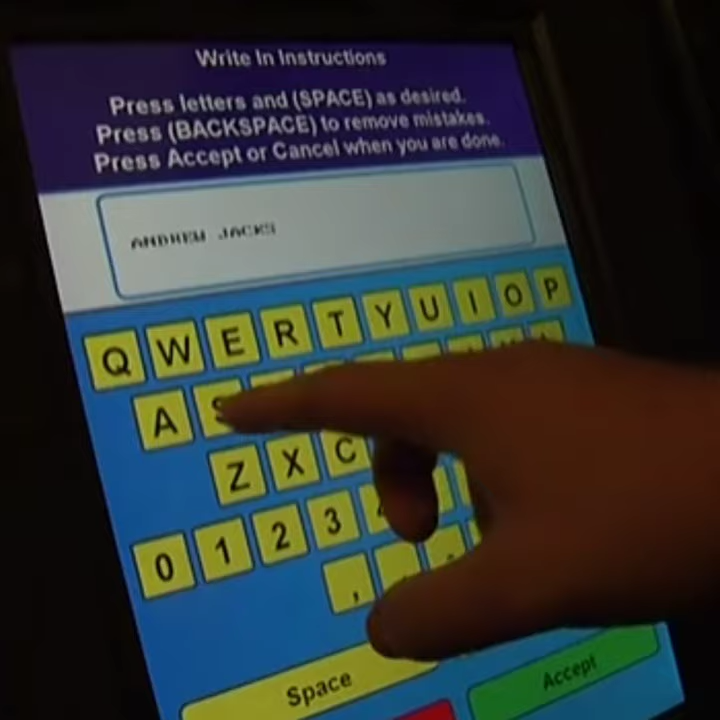 Write In Instructions
Press letters and (SPACE) as desired.
Press (BACKSPACE) to remove mistakes.
Press Accept or Cancel when you are done.
ANDREW JACKS
Q W E R T Y U I O P
A S
Z X C
0 1 2 3 4
,
Space
Accept